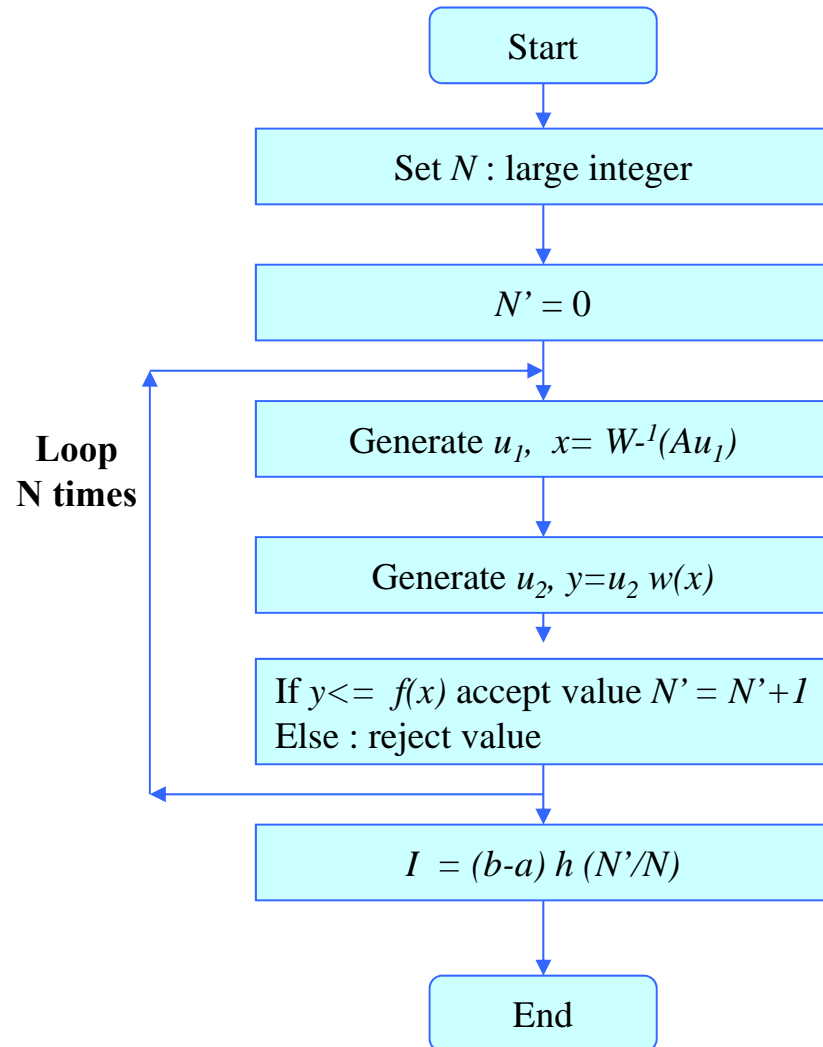 Start
Set N : large integer
N’ = 0
Loop
N times
Generate u₁, x= W-¹(Au₁)
Generate u₂, y=u₂ w(x)
If y<= f(x) accept value N’ = N’+1
Else : reject value
I = (b-a) h (N’/N)
End